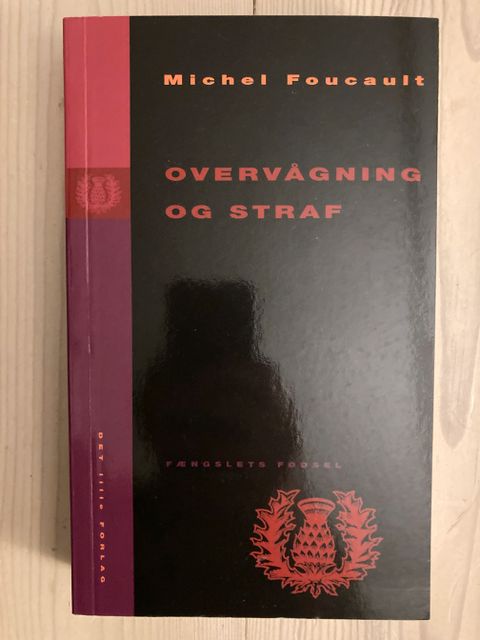 Michel Foucault
OVERVÅGNING
OG STRAF
FÆNGSLETS FØDSEL
DET lille FORLAG